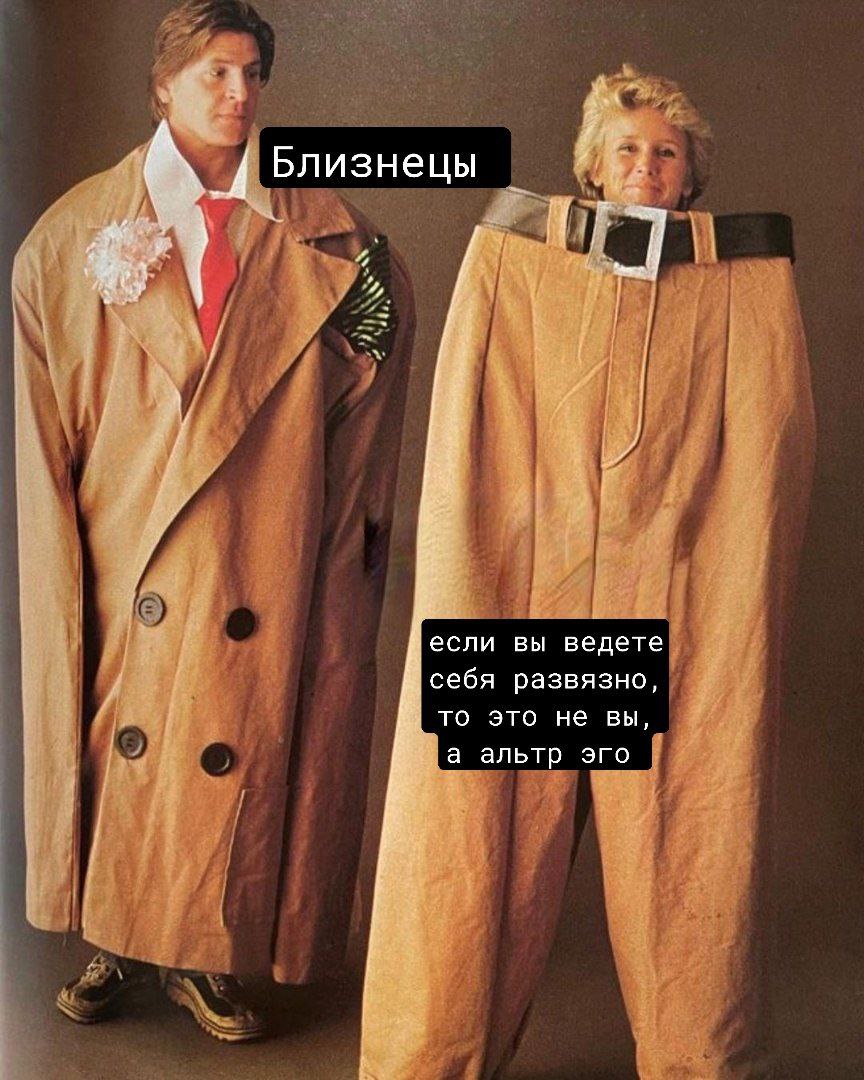 Близнецы
если вы ведете
себя развязно,
то это не вы,
а альтр эго